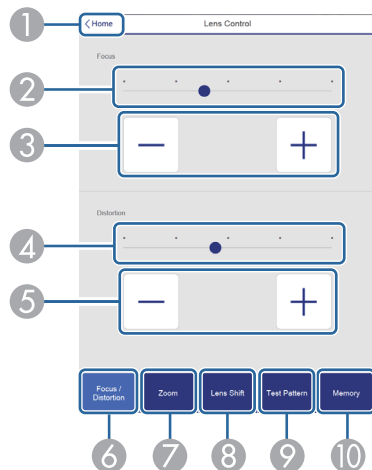 1
< Home
Lens Control
Focus
2
3
Distortion
4
5
Focus /
Distortion
Zoom
Lens Shift
Test Pattern
Memory
6
7
8
9
10